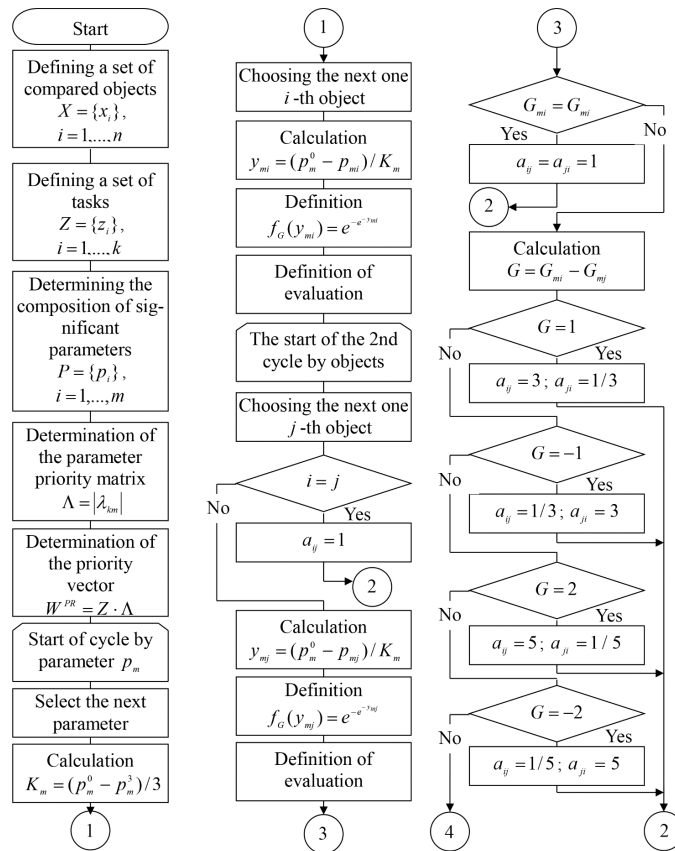 Start
Defining a set of
compared objects
X = {x_i},
i = 1,...,n
Defining a set of
tasks
Z = {z_i},
i = 1,...,k
Determining the
composition of sig-
nificant
parameters
P = {p_i},
i = 1,...,m
Determination of
the parameter
priority matrix
Λ = |λ_km|
Determination of
the priority
vector
W^PR = Z · Λ
Start of cycle by
parameter p_m
Select the next
parameter
Calculation
K_m = (p_m^0 − p_m^3)/3
1
1
Choosing the next one
i -th object
Calculation
y_mi = (p_m^0 − p_mi)/K_m
Definition
f_G(y_mi) = e^{−e^{−y_mi}}
Definition of
evaluation
The start of the 2nd
cycle by objects
Choosing the next one
j -th object
i = j
No
Yes
a_ij = 1
2
Calculation
y_mj = (p_m^0 − p_mj)/K_m
Definition
f_G(y_mj) = e^{−e^{−y_mj}}
Definition of
evaluation
3
3
G_mi = G_mi
Yes
No
a_ij = a_ji = 1
2
Calculation
G = G_mi − G_mj
G = 1
No
Yes
a_ij = 3; a_ji = 1/3
G = −1
No
Yes
a_ij = 1/3; a_ji = 3
G = 2
No
Yes
a_ij = 5; a_ji = 1/5
G = −2
No
Yes
a_ij = 1/5; a_ji = 5
4
2